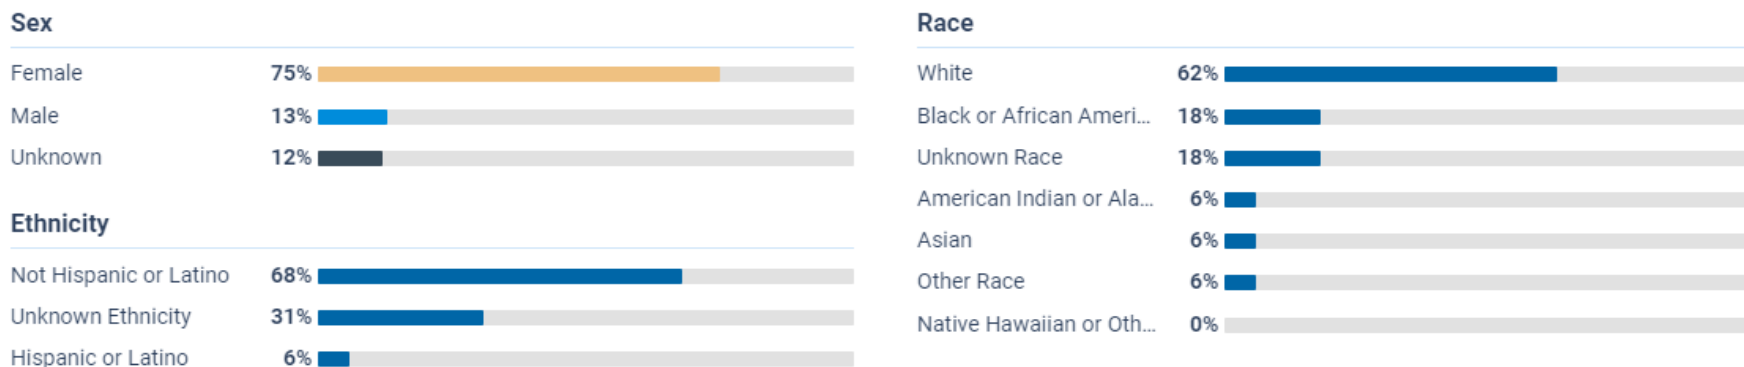 Sex
Female 75%
Male 13%
Unknown 12%
Ethnicity
Not Hispanic or Latino 68%
Unknown Ethnicity 31%
Hispanic or Latino 6%
Race
White 62%
Black or African Ameri... 18%
Unknown Race 18%
American Indian or Ala... 6%
Asian 6%
Other Race 6%
Native Hawaiian or Oth... 0%